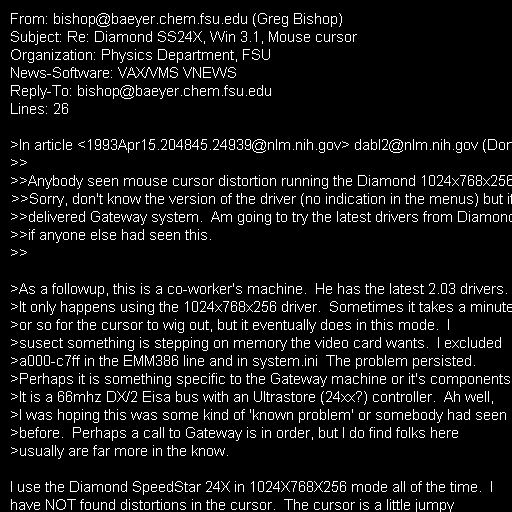 From: bishop@baeyer.chem.fsu.edu (Greg Bishop)
Subject: Re: Diamond SS24X, Win 3.1, Mouse cursor
Organization: Physics Department, FSU
News-Software: VAX/VMS VNEWS
Reply-To: bishop@baeyer.chem.fsu.edu
Lines: 26

>In article <1993Apr15.204845.24939@nlm.nih.gov> dabl2@nlm.nih.gov (Don
>>
>>Anybody seen mouse cursor distortion running the Diamond 1024x768x256
>>Sorry, don't know the version of the driver (no indication in the menus) but it
>>delivered Gateway system.  Am going to try the latest drivers from Diamond
>>if anyone else had seen this.
>>

>As a followup, this is a co-worker's machine.  He has the latest 2.03 drivers.
>It only happens using the 1024x768x256 driver.  Sometimes it takes a minute
>or so for the cursor to wig out, but it eventually does in this mode.  I
>susect something is stepping on memory the video card wants.  I excluded
>a000-c7ff in the EMM386 line and in system.ini  The problem persisted.
>Perhaps it is something specific to the Gateway machine or it's components
>It is a 66mhz DX/2 Eisa bus with an Ultrastore (24xx?) controller.  Ah well,
>I was hoping this was some kind of 'known problem' or somebody had seen
>before.  Perhaps a call to Gateway is in order, but I do find folks here
>usually are far more in the know.

I use the Diamond SpeedStar 24X in 1024X768X256 mode all of the time.  I
have NOT found distortions in the cursor.  The cursor is a little jumpy